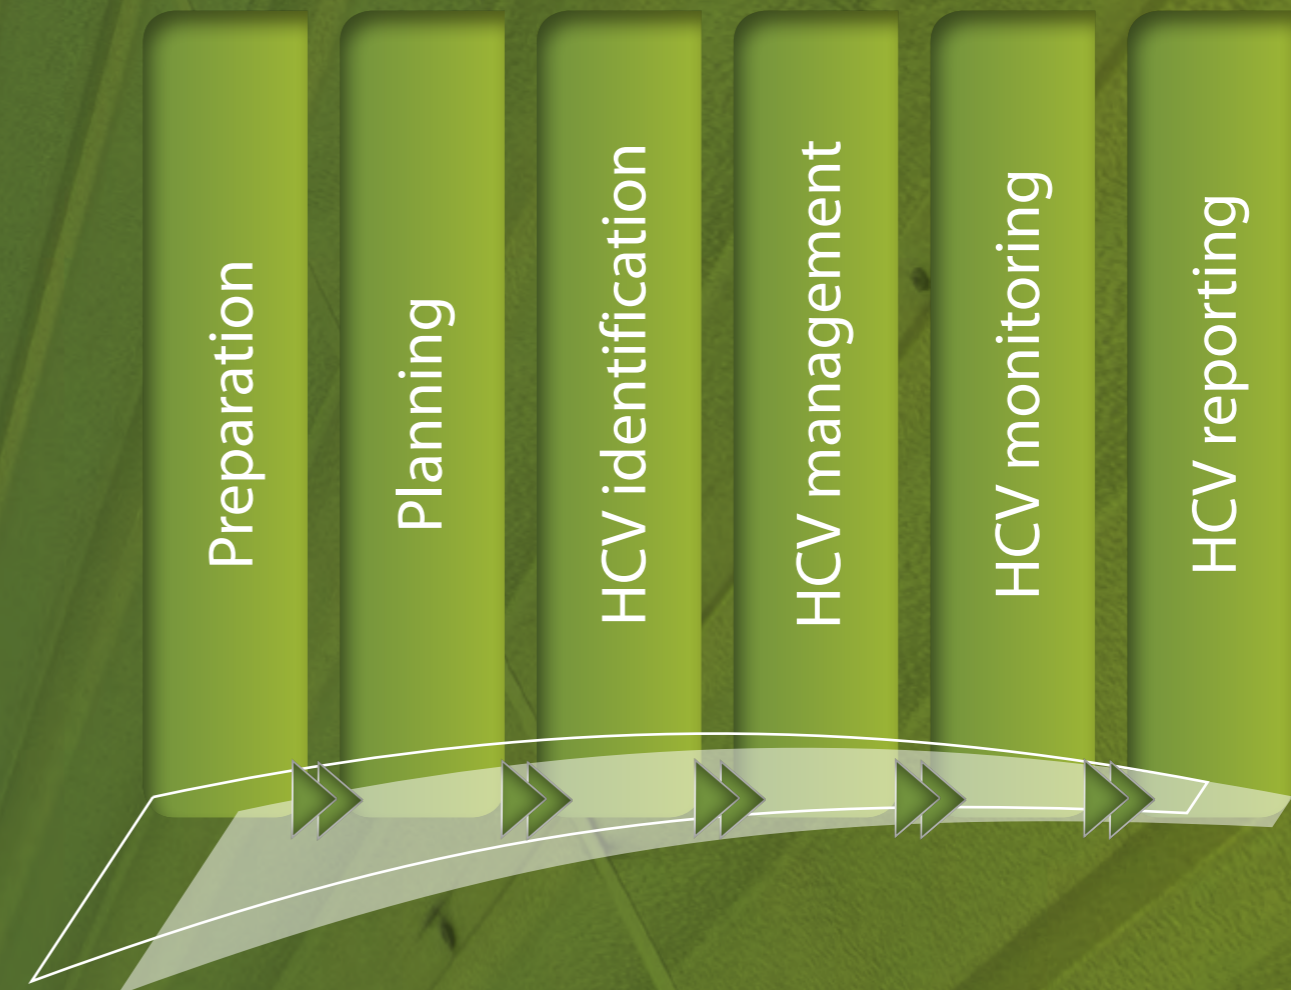 Preparation
Planning
HCV identification
HCV management
HCV monitoring
HCV reporting